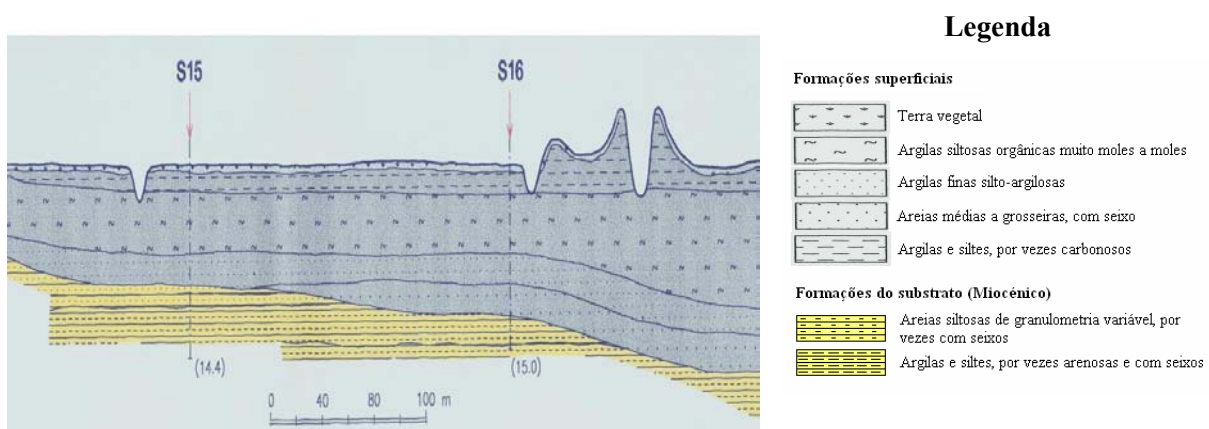 Legenda
S15
S16
(14.4)
(15.0)
0 40 80 100 m
Formações superficiais
Terra vegetal
Argilas siltosas orgânicas muito moles a moles
Argilas finas silto-argilosas
Areias médias a grosseiras, com seixo
Argilas e siltes, por vezes carbonosos
Formações do substrato (Miocénico)
Areias siltosas de granulometria variável, por
vezes com seixos
Argilas e siltes, por vezes arenosas e com seixos